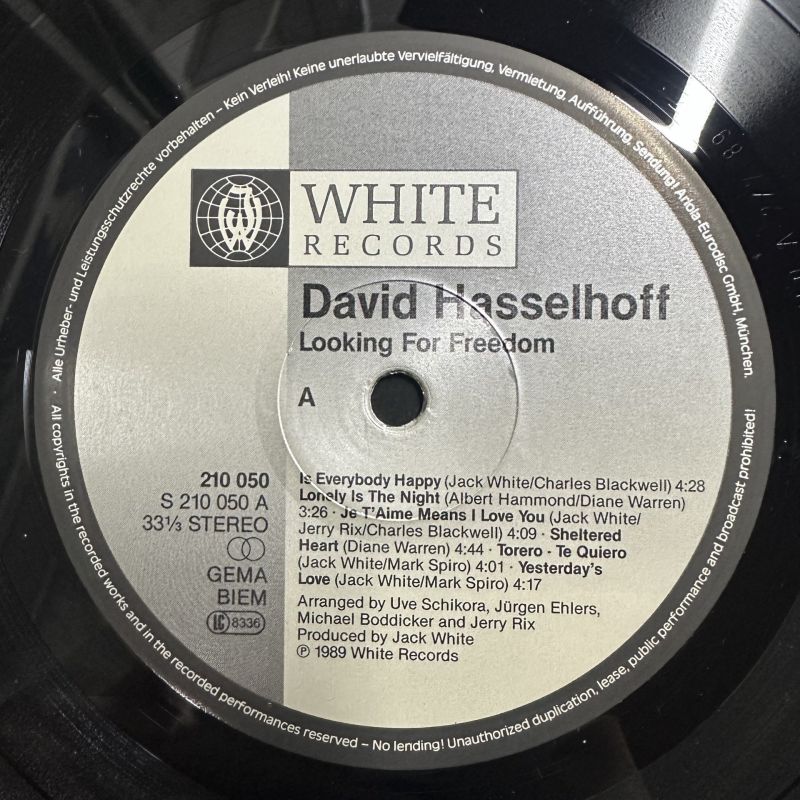 · Alle Urheber- und Leistungsschutzrechte vorbehalten – Kein Verleih! Keine unerlaubte Vervielfältigung, Vermietung, Aufführung, Sendung! Ariola-Eurodisc GmbH, München.
W
WHITE
RECORDS
David Hasselhoff
Looking For Freedom
A
210 050
S 210 050 A
33⅓ STEREO
GEMA
BIEM
LC 8336
Is Everybody Happy (Jack White/Charles Blackwell) 4:28
Lonely Is The Night (Albert Hammond/Diane Warren)
3:26 · Je T'Aime Means I Love You (Jack White/
Jerry Rix/Charles Blackwell) 4:09 · Sheltered
Heart (Diane Warren) 4:44 · Torero - Te Quiero
(Jack White/Mark Spiro) 4:01 · Yesterday's
Love (Jack White/Mark Spiro) 4:17
Arranged by Uve Schikora, Jürgen Ehlers,
Michael Boddicker and Jerry Rix
Produced by Jack White
℗ 1989 White Records
All copyrights in the recorded works and in the recorded performances reserved – No lending! Unauthorized duplication, lease, public performance and broadcast prohibited!